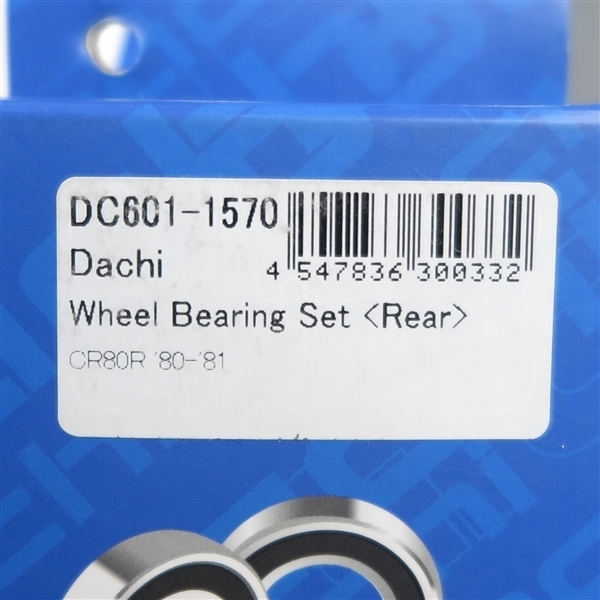 DC601-1570
Dachi
4 547836 300332
Wheel Bearing Set <Rear>
CR80R '80-'81